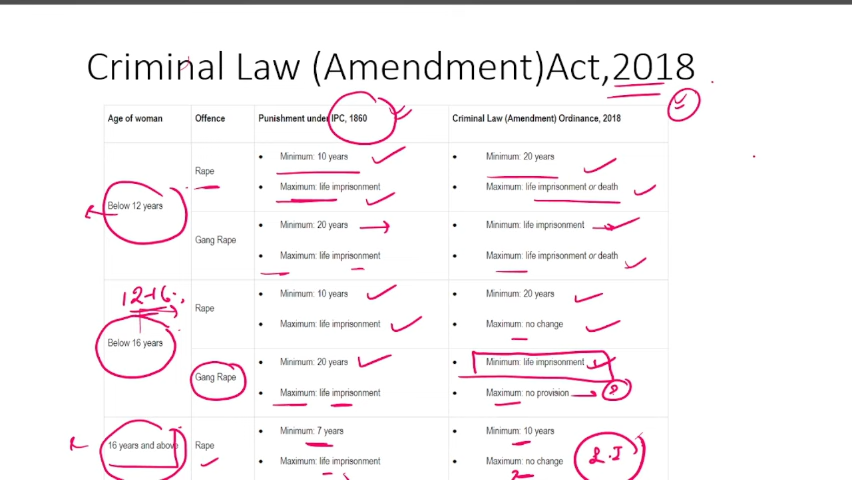 Criminal Law (Amendment)Act,2018
Age of woman Offence Punishment under IPC, 1860 Criminal Law (Amendment) Ordinance, 2018
Below 12 years
Rape
• Minimum: 10 years
• Maximum: life imprisonment
• Minimum: 20 years
• Maximum: life imprisonment or death
Gang Rape
• Minimum: 20 years
• Maximum: life imprisonment
• Minimum: life imprisonment
• Maximum: life imprisonment or death
12-16
Below 16 years
Rape
• Minimum: 10 years
• Maximum: life imprisonment
• Minimum: 20 years
• Maximum: no change
Gang Rape
• Minimum: 20 years
• Maximum: life imprisonment
• Minimum: life imprisonment
• Maximum: no provision
16 years and above
Rape
• Minimum: 7 years
• Maximum: life imprisonment
• Minimum: 10 years
• Maximum: no change
L.I